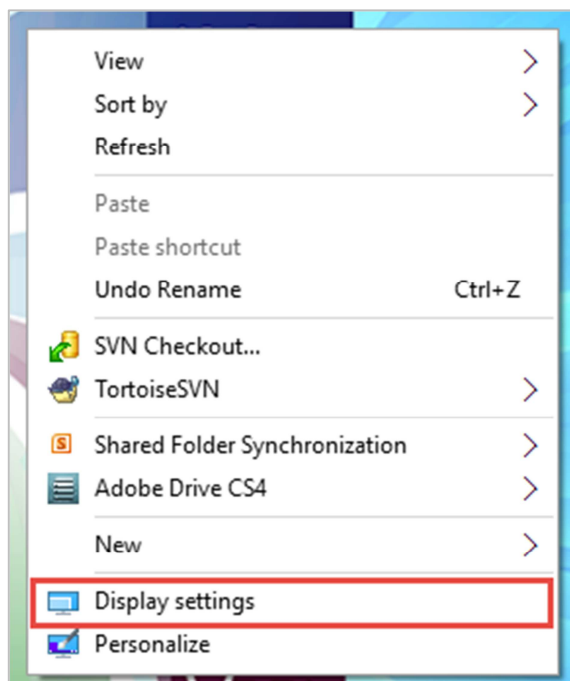 View
Sort by
Refresh
Paste
Paste shortcut
Undo Rename Ctrl+Z
SVN Checkout...
TortoiseSVN
Shared Folder Synchronization
Adobe Drive CS4
New
Display settings
Personalize